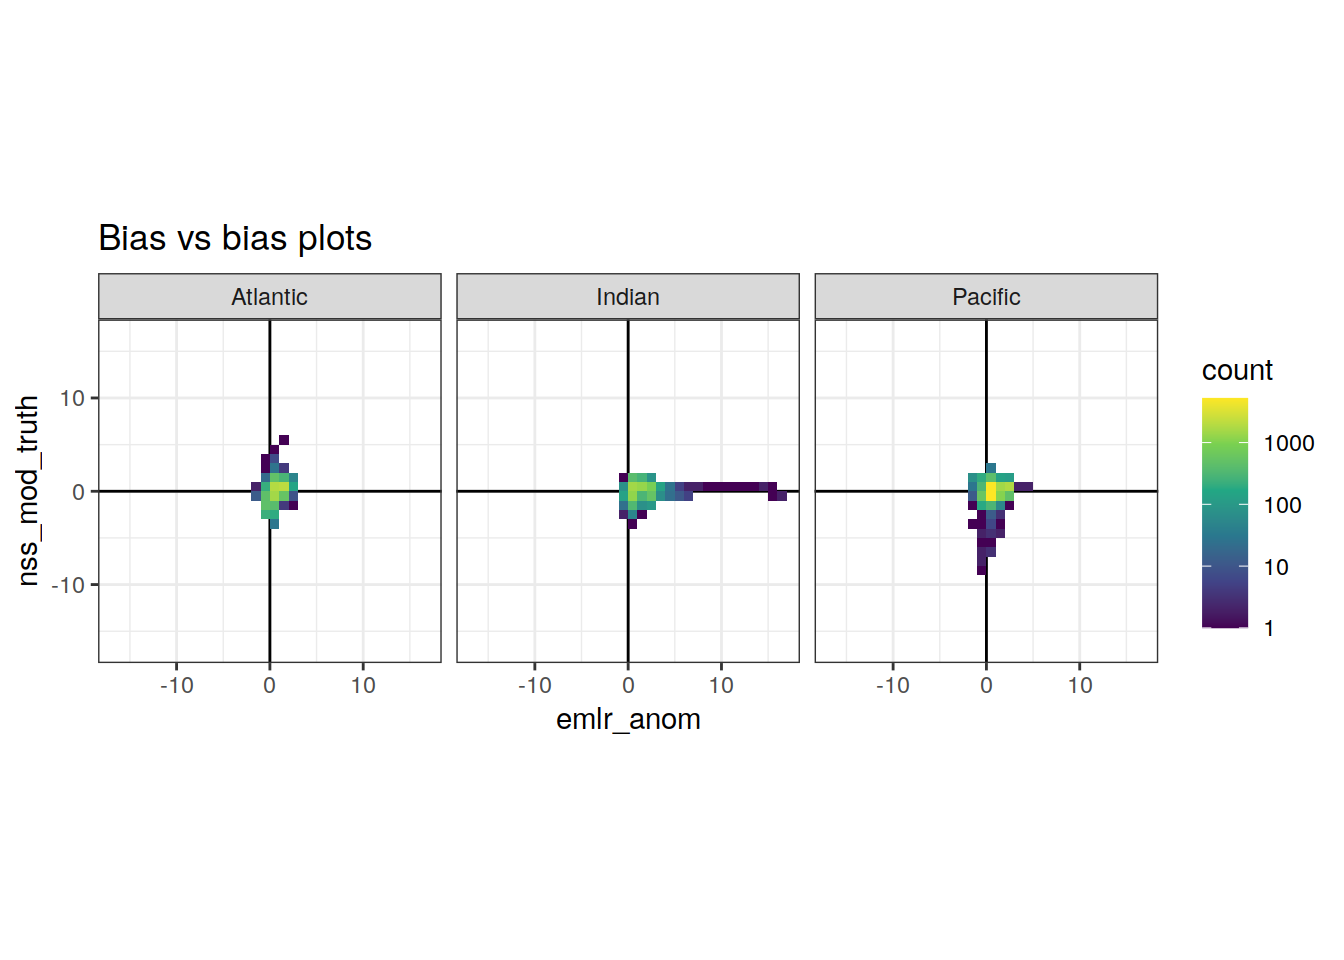 Bias vs bias plots
Atlantic Indian Pacific
nss_mod_truth
10
0
-10
-10 0 10 -10 0 10 -10 0 10
emlr_anom
count
1000
100
10
1